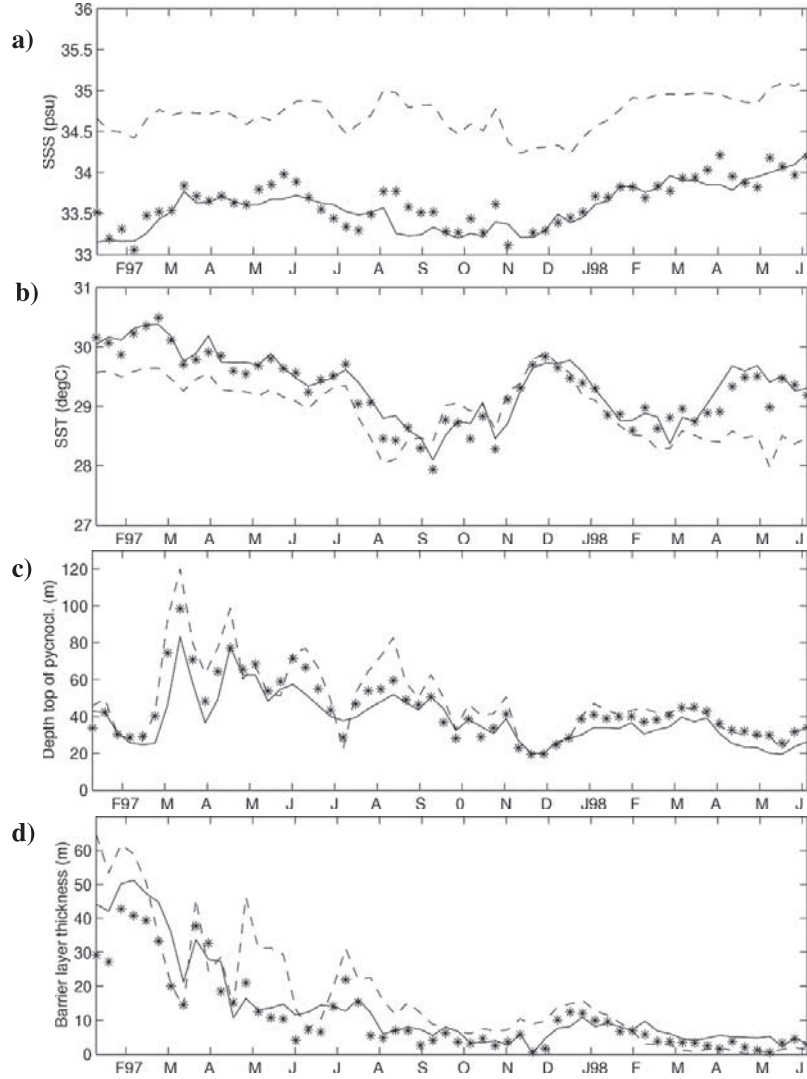 a)
SSS (psu)
36
35.5
35
34.5
34
33.5
33
F97 M A M J J A S O N D J98 F M A M J
b)
SST (degC)
31
30
29
28
27
F97 M A M J J A S O N D J98 F M A M J
c)
Depth top of pycnocl. (m)
120
100
80
60
40
20
0
F97 M A M J J A S 0 N D J98 F M A M J
d)
Barrier layer thickness (m)
60
50
40
30
20
10
0
F97 M A M J J A S O N D J98 F M A M J